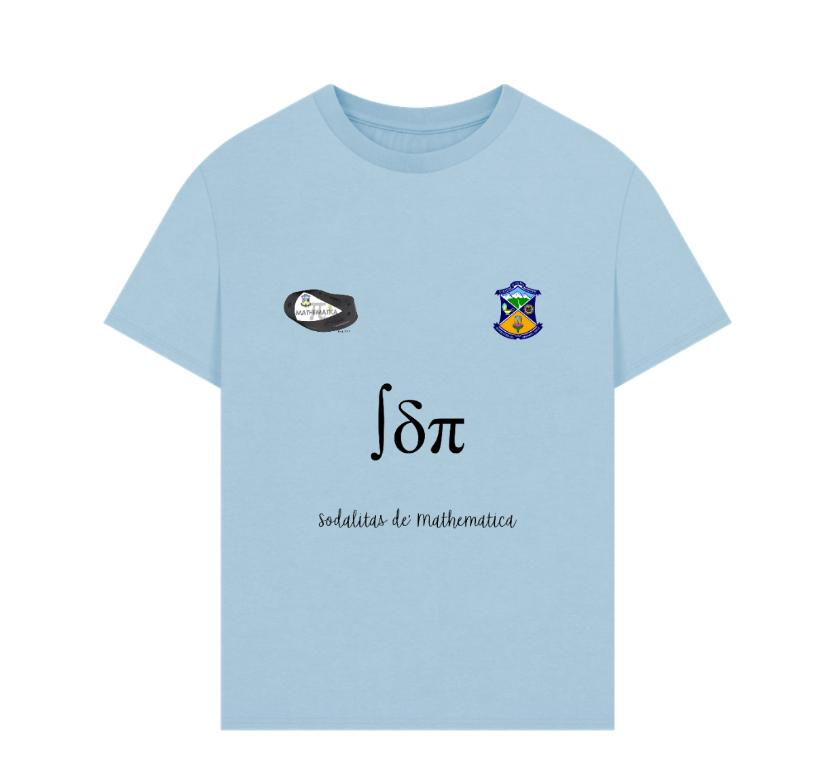 MATHEMATICA
∫δπ
Sodalitas de' Mathematica